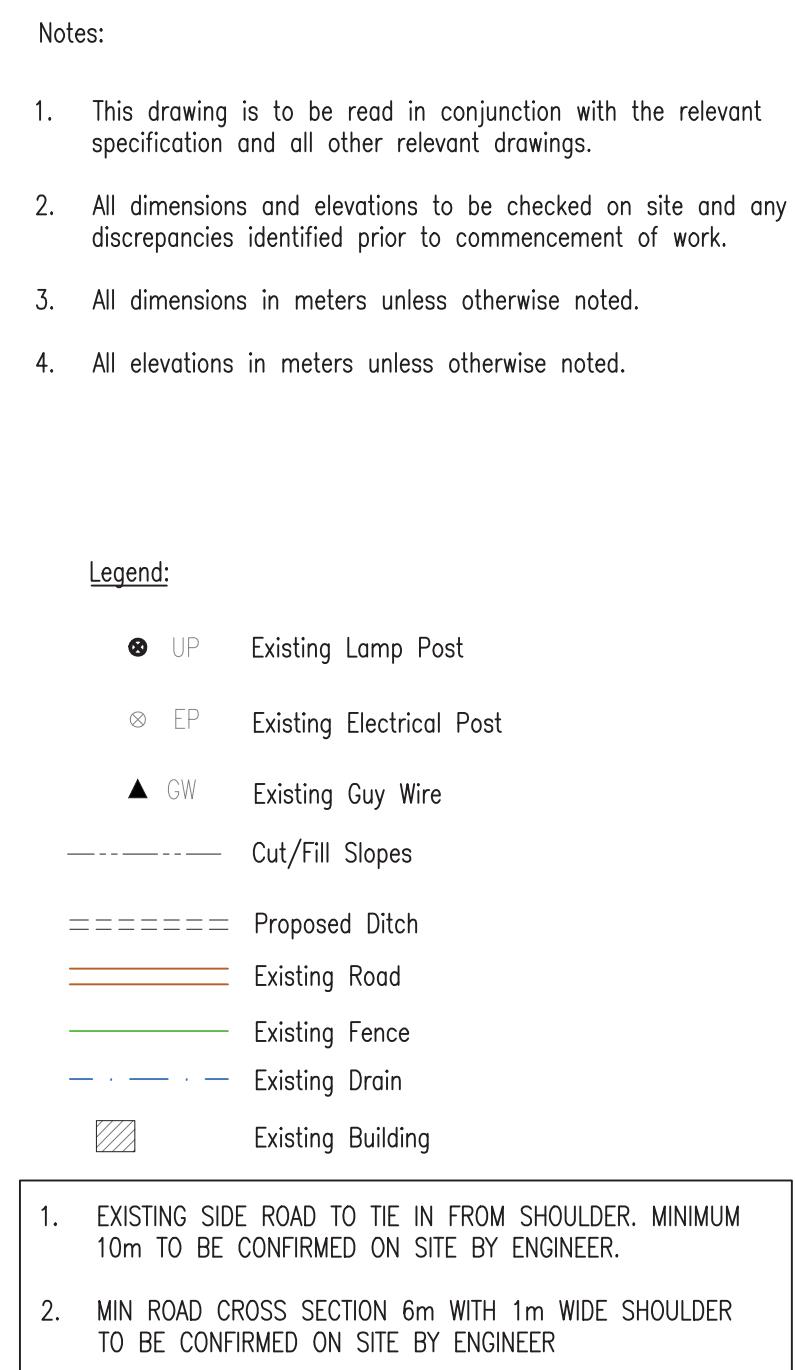 Notes:
1. This drawing is to be read in conjunction with the relevant
specification and all other relevant drawings.
2. All dimensions and elevations to be checked on site and any
discrepancies identified prior to commencement of work.
3. All dimensions in meters unless otherwise noted.
4. All elevations in meters unless otherwise noted.
Legend:
UP Existing Lamp Post
EP Existing Electrical Post
GW Existing Guy Wire
Cut/Fill Slopes
Proposed Ditch
Existing Road
Existing Fence
Existing Drain
Existing Building
1. EXISTING SIDE ROAD TO TIE IN FROM SHOULDER. MINIMUM
10m TO BE CONFIRMED ON SITE BY ENGINEER.
2. MIN ROAD CROSS SECTION 6m WITH 1m WIDE SHOULDER
TO BE CONFIRMED ON SITE BY ENGINEER